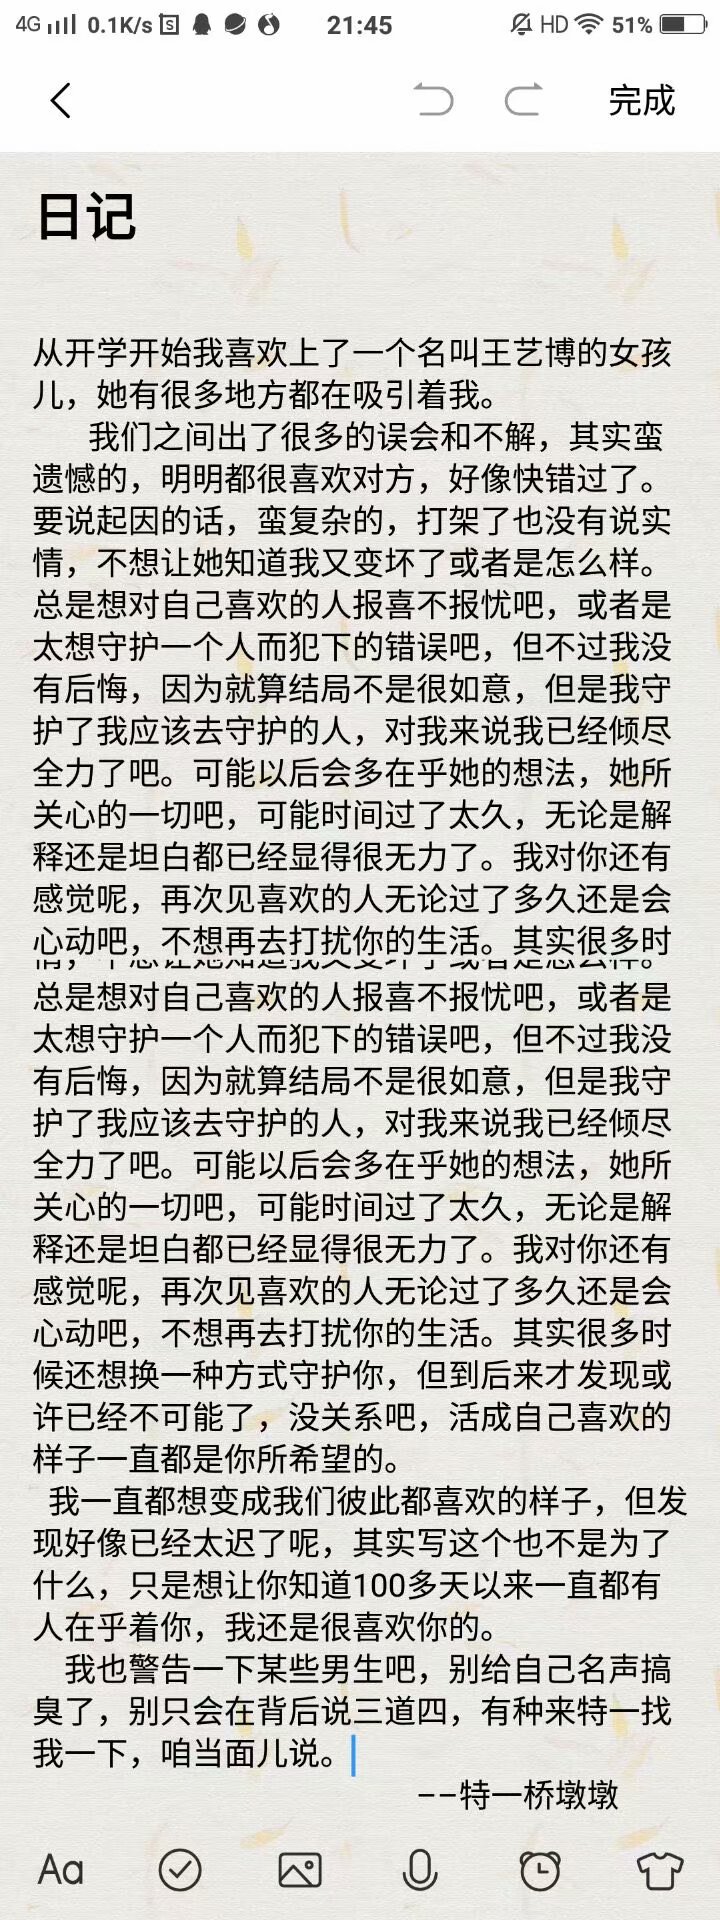 4G 0.1K/s 21:45 HD 51%
完成
日记
从开学开始我喜欢上了一个名叫王艺博的女孩
儿，她有很多地方都在吸引着我。
我们之间出了很多的误会和不解，其实蛮
遗憾的，明明都很喜欢对方，好像快错过了。
要说起因的话，蛮复杂的，打架了也没有说实
情，不想让她知道我又变坏了或者是怎么样。
总是想对自己喜欢的人报喜不报忧吧，或者是
太想守护一个人而犯下的错误吧，但不过我没
有后悔，因为就算结局不是很如意，但是我守
护了我应该去守护的人，对我来说我已经倾尽
全力了吧。可能以后会多在乎她的想法，她所
关心的一切吧，可能时间过了太久，无论是解
释还是坦白都已经显得很无力了。我对你还有
感觉呢，再次见喜欢的人无论过了多久还是会
心动吧，不想再去打扰你的生活。其实很多时
情，不想让她知道我又变坏了或者是怎么样。
总是想对自己喜欢的人报喜不报忧吧，或者是
太想守护一个人而犯下的错误吧，但不过我没
有后悔，因为就算结局不是很如意，但是我守
护了我应该去守护的人，对我来说我已经倾尽
全力了吧。可能以后会多在乎她的想法，她所
关心的一切吧，可能时间过了太久，无论是解
释还是坦白都已经显得很无力了。我对你还有
感觉呢，再次见喜欢的人无论过了多久还是会
心动吧，不想再去打扰你的生活。其实很多时
候还想换一种方式守护你，但到后来才发现或
许已经不可能了，没关系吧，活成自己喜欢的
样子一直都是你所希望的。
我一直都想变成我们彼此都喜欢的样子，但发
现好像已经太迟了呢，其实写这个也不是为了
什么，只是想让你知道100多天以来一直都有
人在乎着你，我还是很喜欢你的。
我也警告一下某些男生吧，别给自己名声搞
臭了，别只会在背后说三道四，有种来特一找
我一下，咱当面儿说。
--特一桥墩墩
Aa